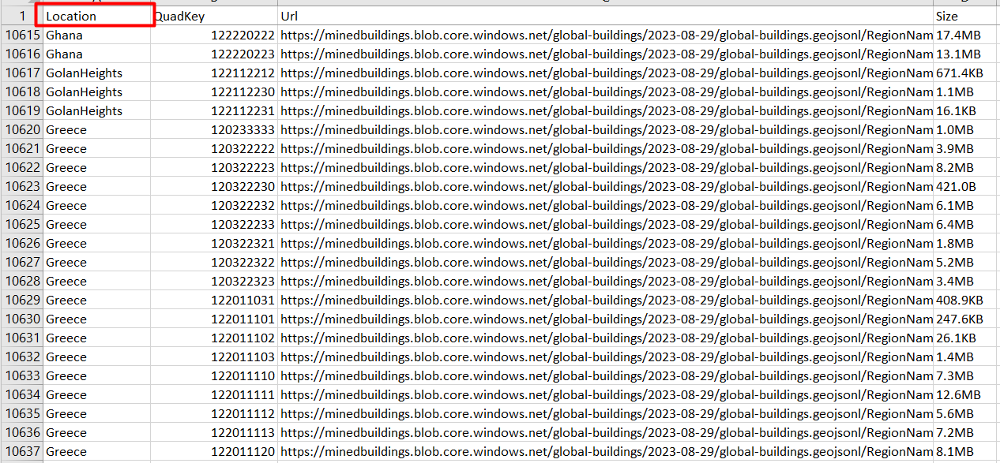 1 Location QuadKey Url Size
10615 Ghana 122220222 https://minedbuildings.blob.core.windows.net/global-buildings/2023-08-29/global-buildings.geojsonl/RegionNam 17.4MB
10616 Ghana 122220223 https://minedbuildings.blob.core.windows.net/global-buildings/2023-08-29/global-buildings.geojsonl/RegionNam 13.1MB
10617 GolanHeights 122112212 https://minedbuildings.blob.core.windows.net/global-buildings/2023-08-29/global-buildings.geojsonl/RegionNam 671.4KB
10618 GolanHeights 122112230 https://minedbuildings.blob.core.windows.net/global-buildings/2023-08-29/global-buildings.geojsonl/RegionNam 1.1MB
10619 GolanHeights 122112231 https://minedbuildings.blob.core.windows.net/global-buildings/2023-08-29/global-buildings.geojsonl/RegionNam 16.1KB
10620 Greece 120233333 https://minedbuildings.blob.core.windows.net/global-buildings/2023-08-29/global-buildings.geojsonl/RegionNam 1.0MB
10621 Greece 120322222 https://minedbuildings.blob.core.windows.net/global-buildings/2023-08-29/global-buildings.geojsonl/RegionNam 3.9MB
10622 Greece 120322223 https://minedbuildings.blob.core.windows.net/global-buildings/2023-08-29/global-buildings.geojsonl/RegionNam 8.2MB
10623 Greece 120322230 https://minedbuildings.blob.core.windows.net/global-buildings/2023-08-29/global-buildings.geojsonl/RegionNam 421.0B
10624 Greece 120322232 https://minedbuildings.blob.core.windows.net/global-buildings/2023-08-29/global-buildings.geojsonl/RegionNam 6.1MB
10625 Greece 120322233 https://minedbuildings.blob.core.windows.net/global-buildings/2023-08-29/global-buildings.geojsonl/RegionNam 6.4MB
10626 Greece 120322321 https://minedbuildings.blob.core.windows.net/global-buildings/2023-08-29/global-buildings.geojsonl/RegionNam 1.8MB
10627 Greece 120322322 https://minedbuildings.blob.core.windows.net/global-buildings/2023-08-29/global-buildings.geojsonl/RegionNam 5.2MB
10628 Greece 120322323 https://minedbuildings.blob.core.windows.net/global-buildings/2023-08-29/global-buildings.geojsonl/RegionNam 3.4MB
10629 Greece 122011031 https://minedbuildings.blob.core.windows.net/global-buildings/2023-08-29/global-buildings.geojsonl/RegionNam 408.9KB
10630 Greece 122011101 https://minedbuildings.blob.core.windows.net/global-buildings/2023-08-29/global-buildings.geojsonl/RegionNam 247.6KB
10631 Greece 122011102 https://minedbuildings.blob.core.windows.net/global-buildings/2023-08-29/global-buildings.geojsonl/RegionNam 26.1KB
10632 Greece 122011103 https://minedbuildings.blob.core.windows.net/global-buildings/2023-08-29/global-buildings.geojsonl/RegionNam 1.4MB
10633 Greece 122011110 https://minedbuildings.blob.core.windows.net/global-buildings/2023-08-29/global-buildings.geojsonl/RegionNam 7.3MB
10634 Greece 122011111 https://minedbuildings.blob.core.windows.net/global-buildings/2023-08-29/global-buildings.geojsonl/RegionNam 12.6MB
10635 Greece 122011112 https://minedbuildings.blob.core.windows.net/global-buildings/2023-08-29/global-buildings.geojsonl/RegionNam 5.6MB
10636 Greece 122011113 https://minedbuildings.blob.core.windows.net/global-buildings/2023-08-29/global-buildings.geojsonl/RegionNam 7.2MB
10637 Greece 122011120 https://minedbuildings.blob.core.windows.net/global-buildings/2023-08-29/global-buildings.geojsonl/RegionNam 8.1MB